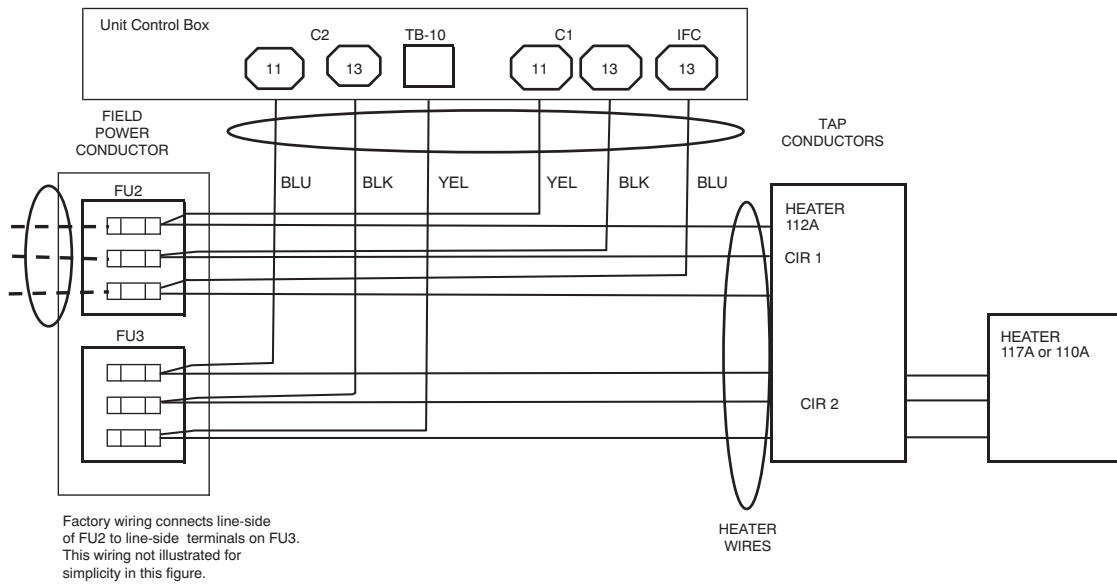 Unit Control Box
C2
TB-10
C1
IFC
11
13
11
13
13
FIELD
POWER
CONDUCTOR
TAP
CONDUCTORS
BLU
BLK
YEL
YEL
BLK
BLU
FU2
HEATER
112A
CIR 1
FU3
HEATER
117A or 110A
CIR 2
Factory wiring connects line-side
of FU2 to line-side terminals on FU3.
This wiring not illustrated for
simplicity in this figure.
HEATER
WIRES